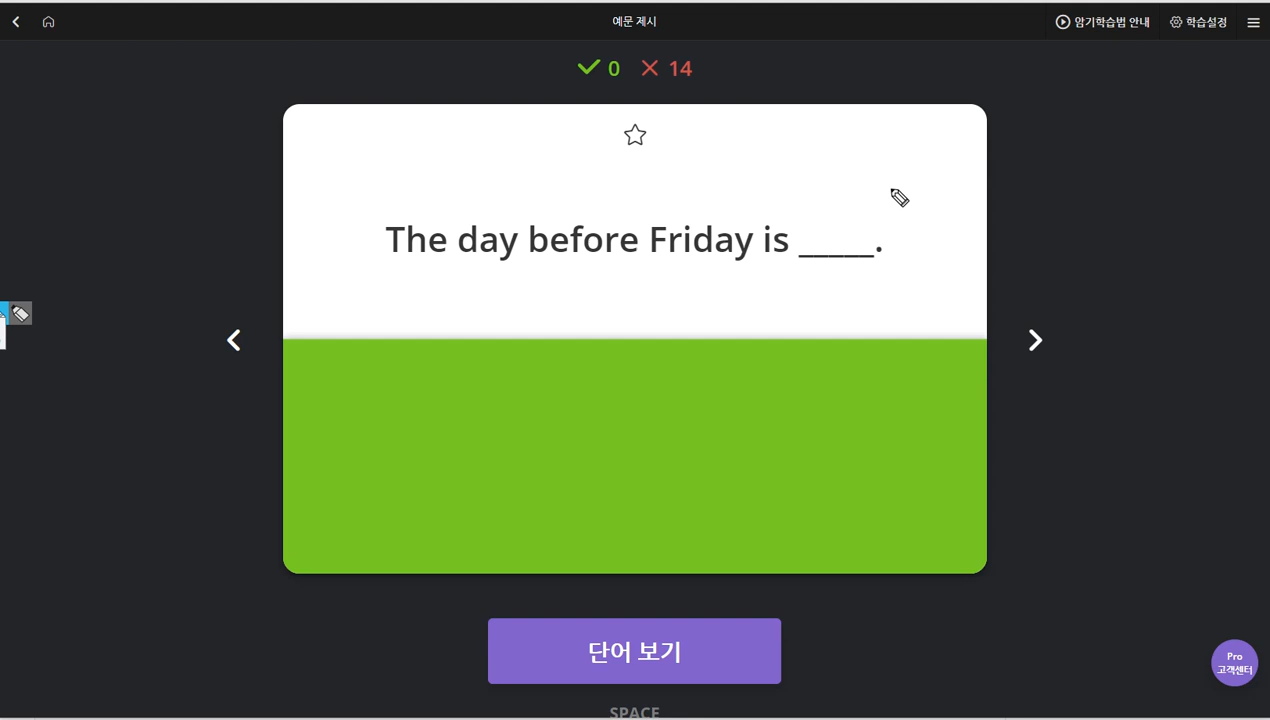 예문 제시
암기학습법 안내
학습설정
0
14
The day before Friday is _____.
단어 보기
SPACE
Pro
고객센터